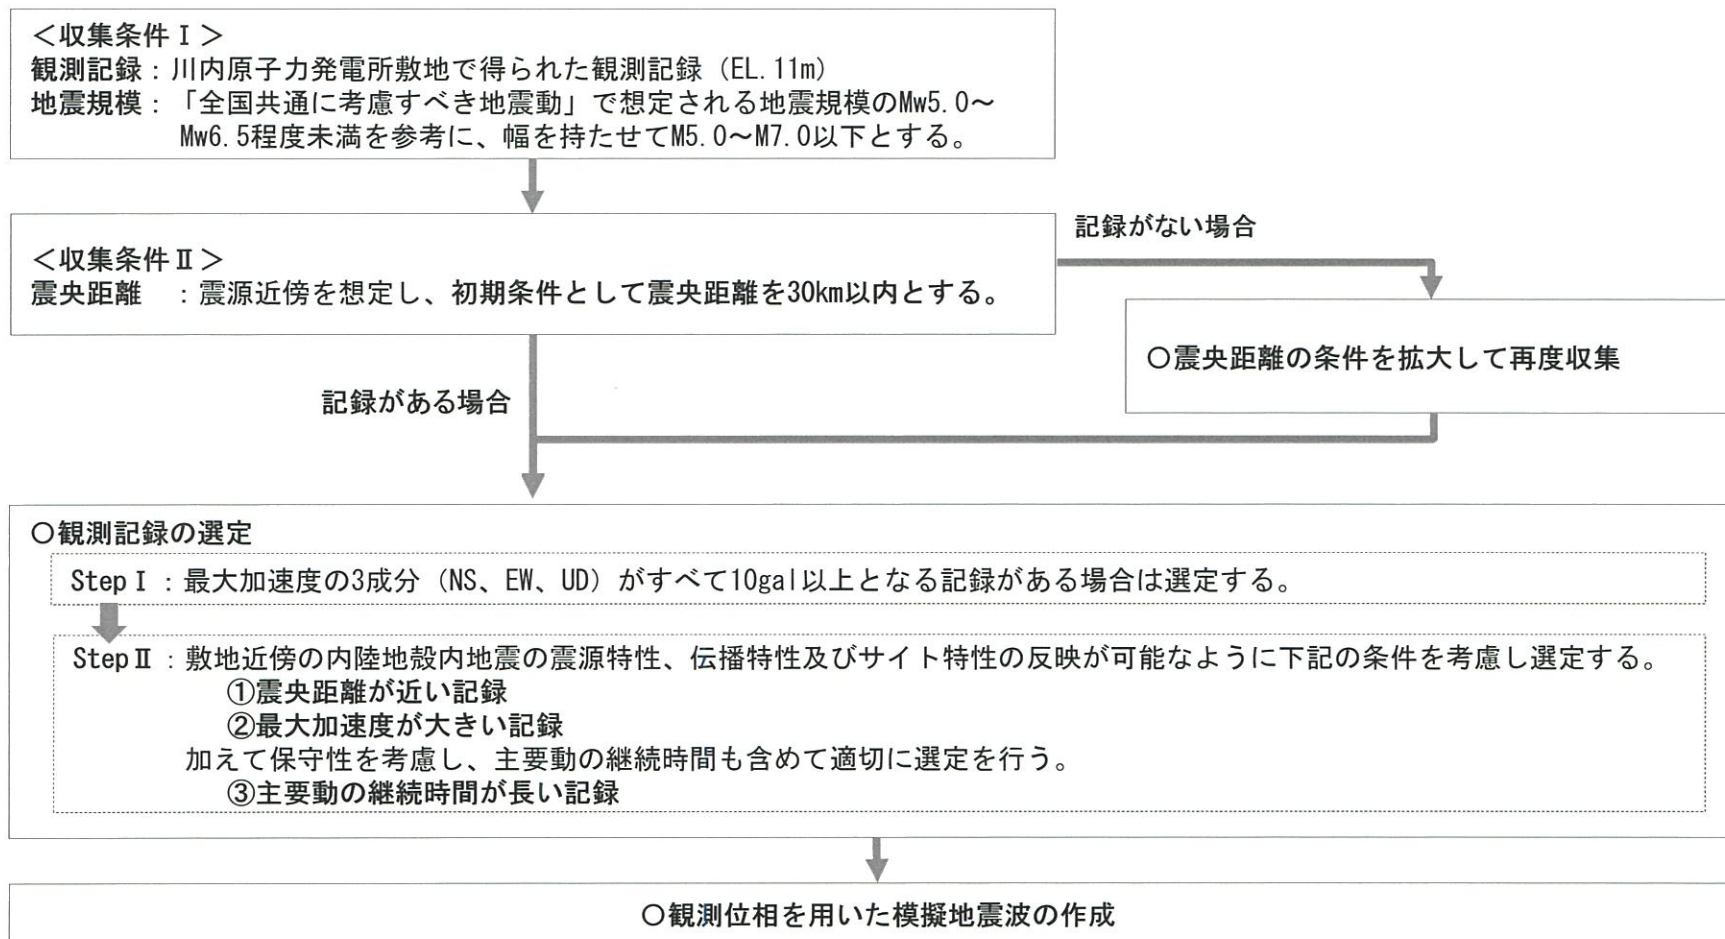 ＜収集条件Ⅰ＞
観測記録：川内原子力発電所敷地で得られた観測記録（EL.11m）
地震規模：「全国共通に考慮すべき地震動」で想定される地震規模のMw5.0～
Mw6.5程度未満を参考に、幅を持たせてM5.0～M7.0以下とする。
＜収集条件Ⅱ＞
震央距離　：震源近傍を想定し、初期条件として震央距離を30km以内とする。
記録がない場合
○震央距離の条件を拡大して再度収集
記録がある場合
○観測記録の選定
StepⅠ：最大加速度の3成分（NS、EW、UD）がすべて10gal以上となる記録がある場合は選定する。
StepⅡ：敷地近傍の内陸地殻内地震の震源特性、伝播特性及びサイト特性の反映が可能なように下記の条件を考慮し選定する。
①震央距離が近い記録
②最大加速度が大きい記録
加えて保守性を考慮し、主要動の継続時間も含めて適切に選定を行う。
③主要動の継続時間が長い記録
○観測位相を用いた模擬地震波の作成